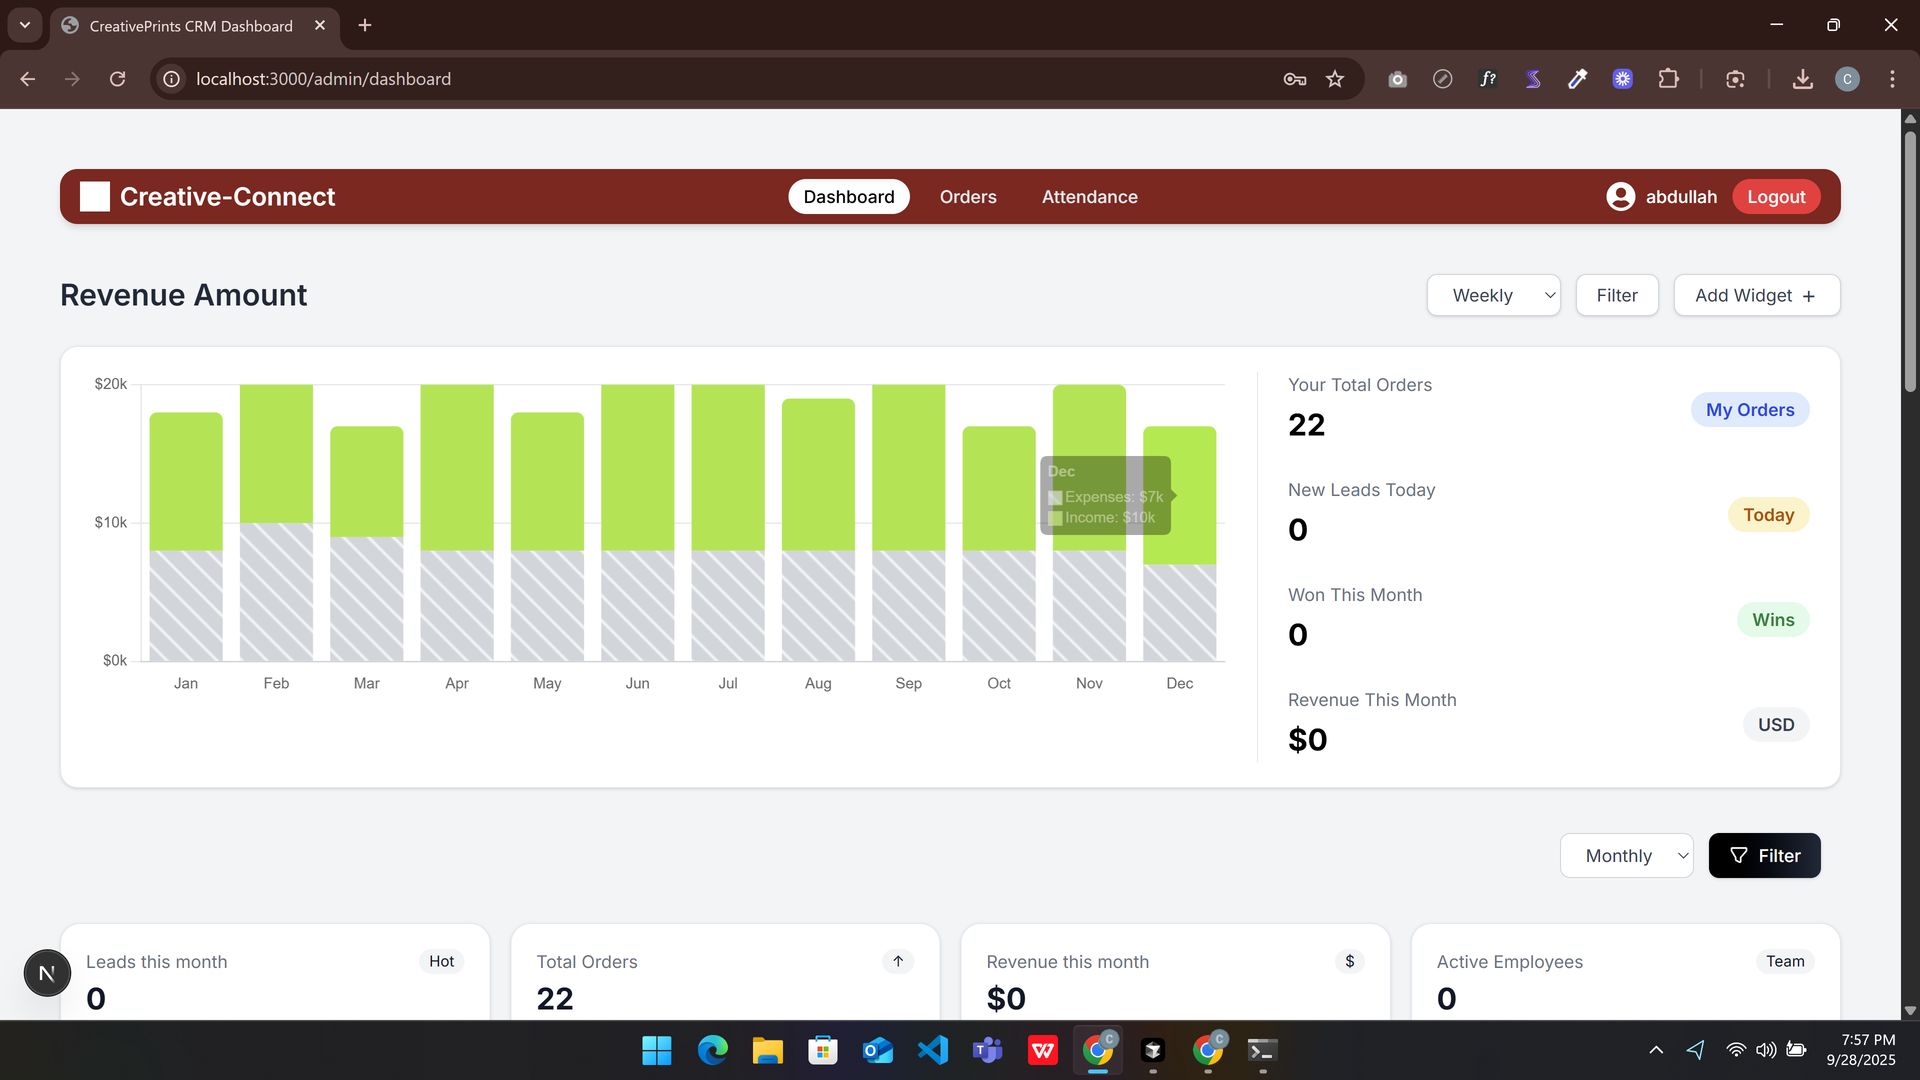 CreativePrints CRM Dashboard
localhost:3000/admin/dashboard
f?
C
Creative-Connect
Dashboard
Orders
Attendance
abdullah
Logout
Revenue Amount
Weekly
Filter
Add Widget +
$20k
$10k
$0k
Dec
Expenses: $7k
Income: $10k
Jan
Feb
Mar
Apr
May
Jun
Jul
Aug
Sep
Oct
Nov
Dec
Your Total Orders
22
My Orders
New Leads Today
0
Today
Won This Month
0
Wins
Revenue This Month
$0
USD
Monthly
Filter
Leads this month
Hot
0
Total Orders
22
Revenue this month
$
$0
Active Employees
Team
0
N
C
C
7:57 PM
9/28/2025